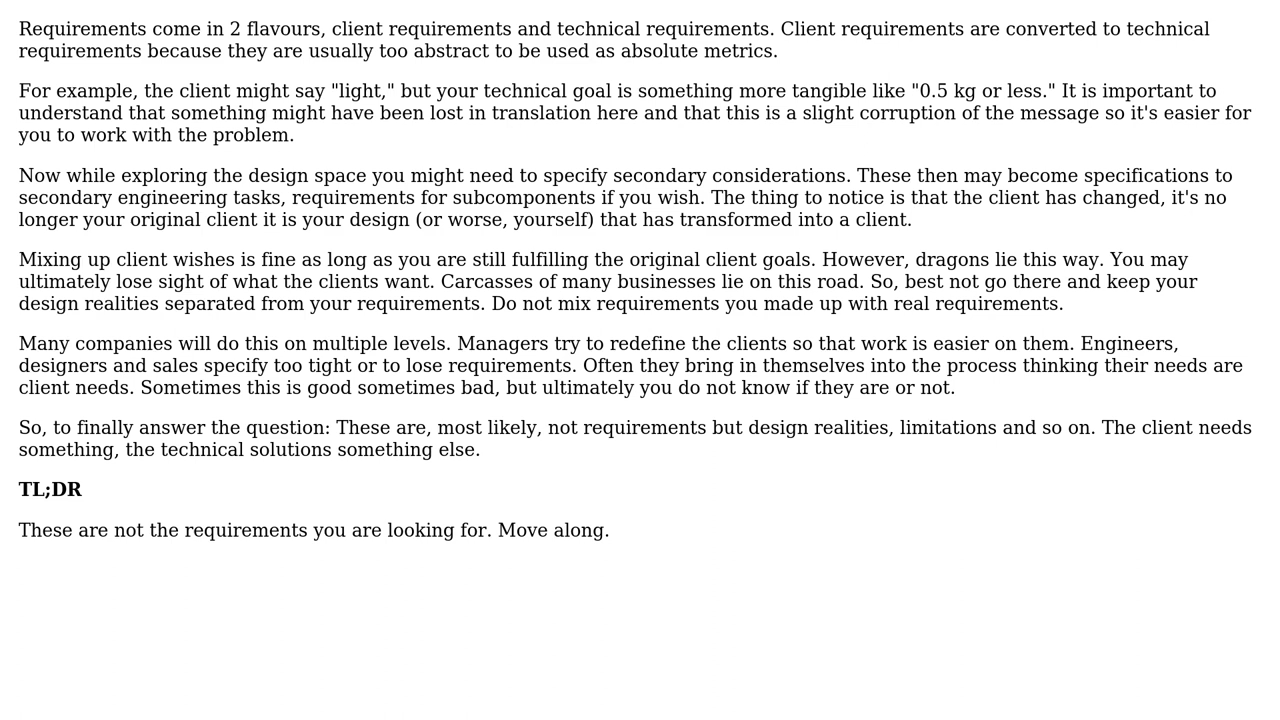 Requirements come in 2 flavours, client requirements and technical requirements. Client requirements are converted to technical
requirements because they are usually too abstract to be used as absolute metrics.
For example, the client might say "light," but your technical goal is something more tangible like "0.5 kg or less." It is important to
understand that something might have been lost in translation here and that this is a slight corruption of the message so it's easier for
you to work with the problem.
Now while exploring the design space you might need to specify secondary considerations. These then may become specifications to
secondary engineering tasks, requirements for subcomponents if you wish. The thing to notice is that the client has changed, it's no
longer your original client it is your design (or worse, yourself) that has transformed into a client.
Mixing up client wishes is fine as long as you are still fulfilling the original client goals. However, dragons lie this way. You may
ultimately lose sight of what the clients want. Carcasses of many businesses lie on this road. So, best not go there and keep your
design realities separated from your requirements. Do not mix requirements you made up with real requirements.
Many companies will do this on multiple levels. Managers try to redefine the clients so that work is easier on them. Engineers,
designers and sales specify too tight or to lose requirements. Often they bring in themselves into the process thinking their needs are
client needs. Sometimes this is good sometimes bad, but ultimately you do not know if they are or not.
So, to finally answer the question: These are, most likely, not requirements but design realities, limitations and so on. The client needs
something, the technical solutions something else.
TL;DR
These are not the requirements you are looking for. Move along.